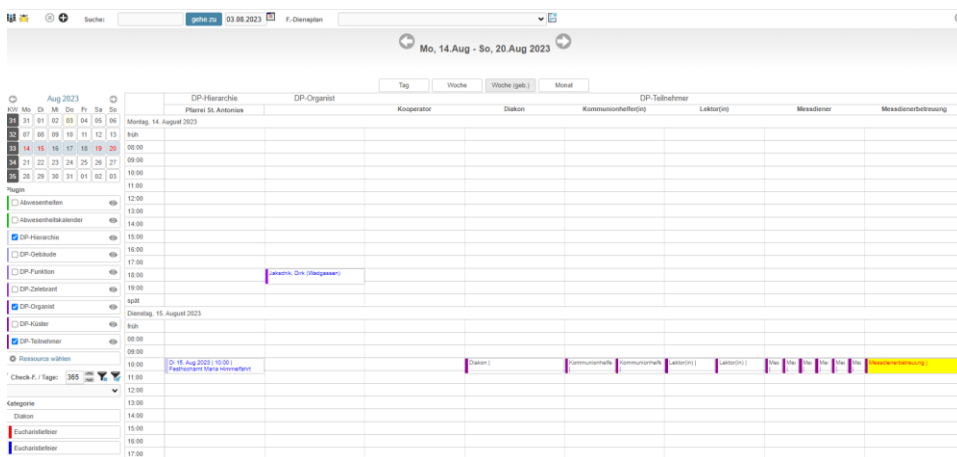 Suche: gehe zu 03.08.2023 F.-Dienstplan
Mo, 14.Aug - So, 20.Aug 2023
Tag Woche Woche (geb.) Monat
Aug 2023
KW Mo Di Mi Do Fr Sa So
31 31 01 02 03 04 05 06
32 07 08 09 10 11 12 13
33 14 15 16 17 18 19 20
34 21 22 23 24 25 26 27
35 28 29 30 31 01 02 03
Plugin
Abwesenheiten
Abwesenheitskalender
DP-Hierarchie
DP-Gebäude
DP-Funktion
DP-Zelebrant
DP-Organist
DP-Küster
DP-Teilnehmer
Ressource wählen
Check-F. / Tage: 365
Kategorie
Diakon
Eucharistiefeier
Eucharistiefeier
DP-Hierarchie DP-Organist DP-Teilnehmer
Pfarrei St. Antonius Kooperator Diakon Kommunionhelfer(in) Lektor(in) Messdiener Messdienerbetreuung
Montag, 14. August 2023
früh
08:00
09:00
10:00
11:00
12:00
13:00
14:00
15:00
16:00
17:00
18:00 Jakschik, Dirk (Wadgassen)
19:00
spät
Dienstag, 15. August 2023
früh
08:00
09:00
10:00 Di 15. Aug 2023 | 10:00 | Diakon | Kommunionhelfe Kommunionhelfe Lektor(in) | Lektor(in) | Mes Mes Mes Mes Mes Mes Messdienerbetreuung |
Festhochamt Maria Himmelfahrt
11:00
12:00
13:00
14:00
15:00
16:00
17:00